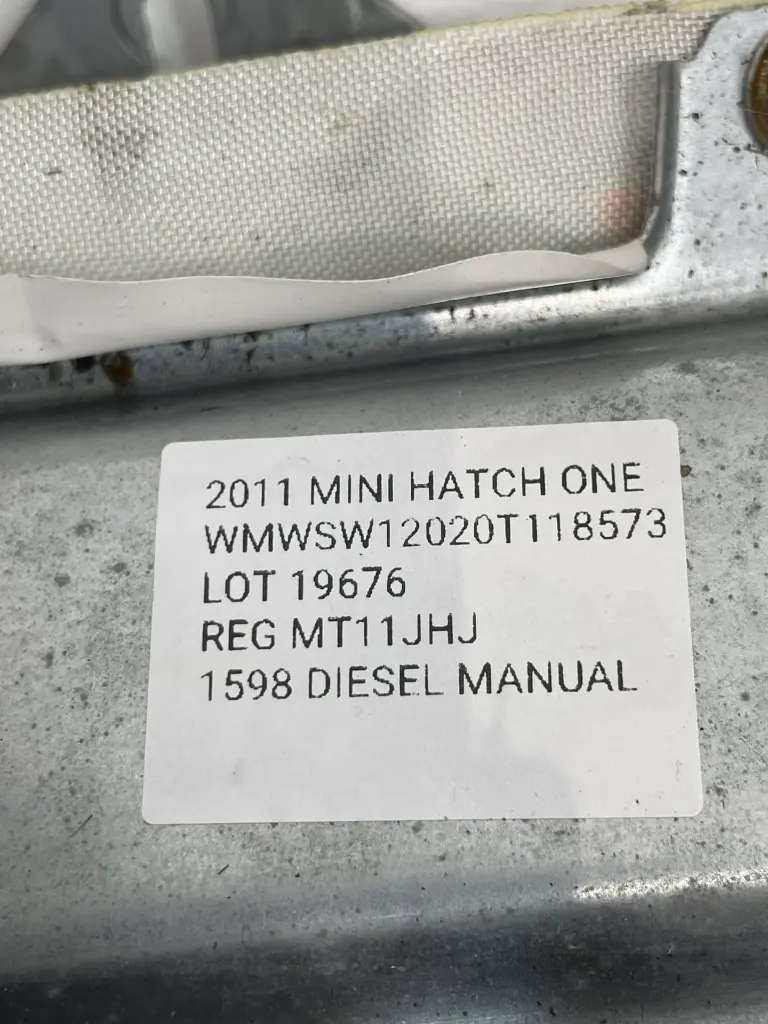 2011 MINI HATCH ONE
WMWSW12020T118573
LOT 19676
REG MT11JHJ
1598 DIESEL MANUAL